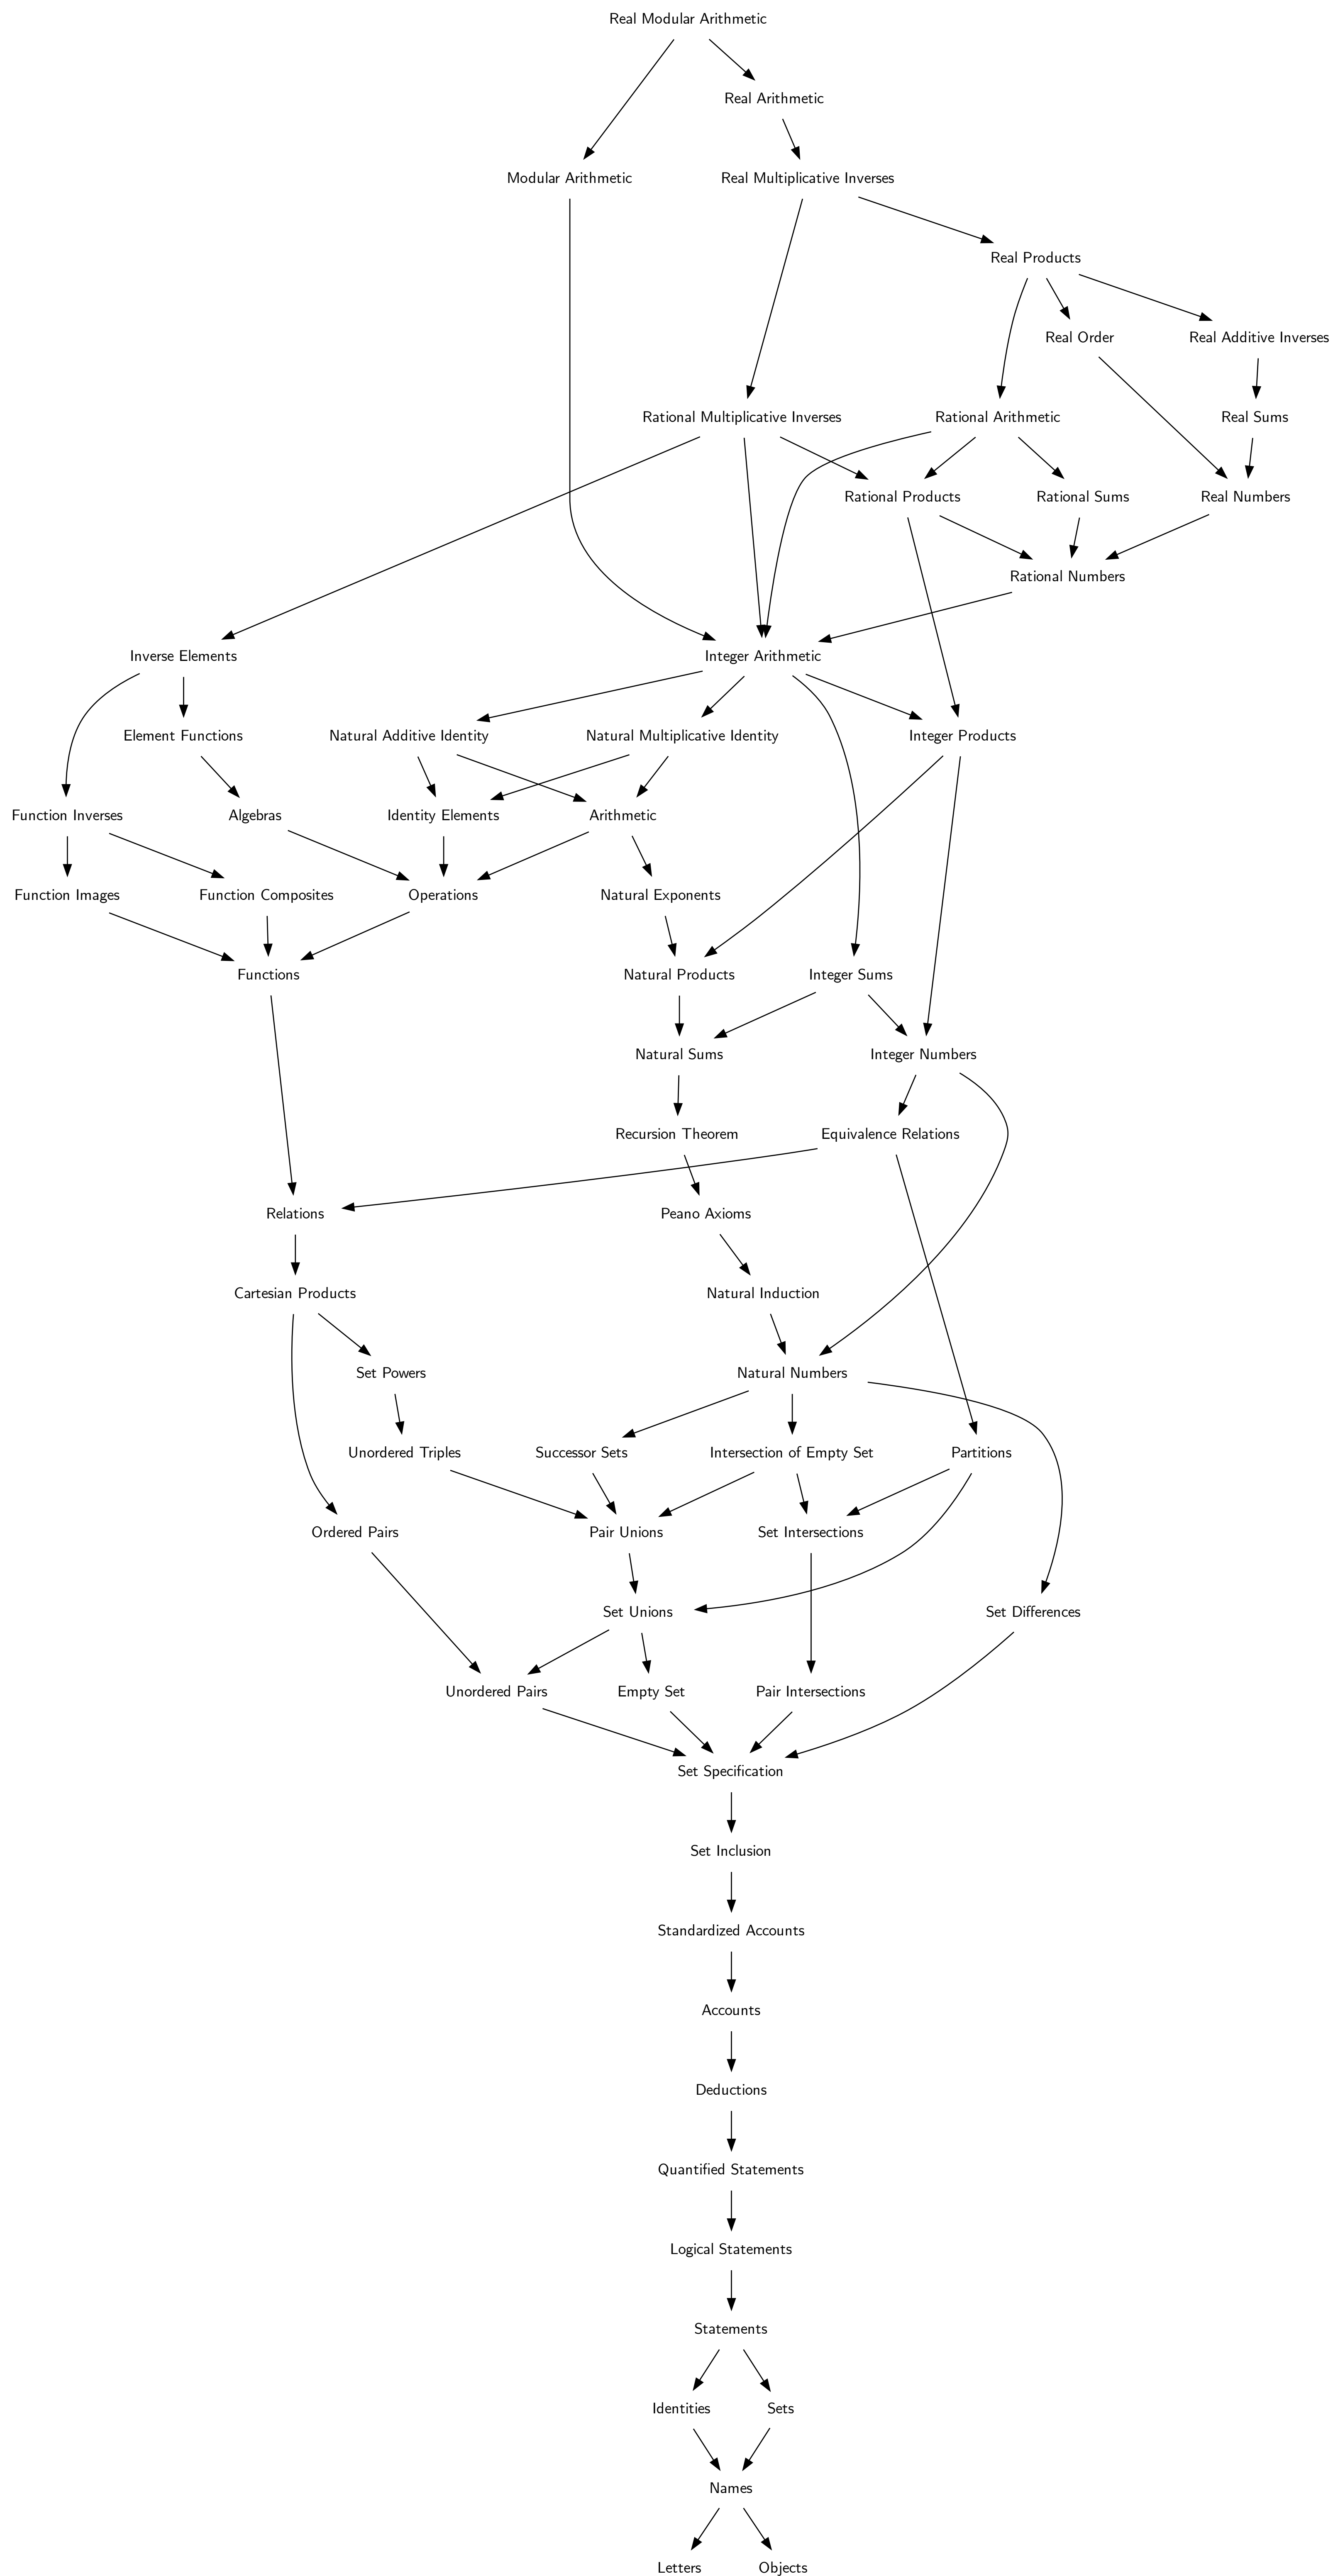 Real Modular Arithmetic
Real Arithmetic
Modular Arithmetic
Real Multiplicative Inverses
Real Products
Real Order
Real Additive Inverses
Rational Multiplicative Inverses
Rational Arithmetic
Real Sums
Rational Products
Rational Sums
Real Numbers
Rational Numbers
Inverse Elements
Integer Arithmetic
Element Functions
Natural Additive Identity
Natural Multiplicative Identity
Integer Products
Function Inverses
Algebras
Identity Elements
Arithmetic
Function Images
Function Composites
Operations
Natural Exponents
Functions
Natural Products
Integer Sums
Natural Sums
Integer Numbers
Recursion Theorem
Equivalence Relations
Relations
Peano Axioms
Cartesian Products
Natural Induction
Set Powers
Natural Numbers
Unordered Triples
Successor Sets
Intersection of Empty Set
Partitions
Ordered Pairs
Pair Unions
Set Intersections
Set Unions
Set Differences
Unordered Pairs
Empty Set
Pair Intersections
Set Specification
Set Inclusion
Standardized Accounts
Accounts
Deductions
Quantified Statements
Logical Statements
Statements
Identities
Sets
Names
Letters
Objects